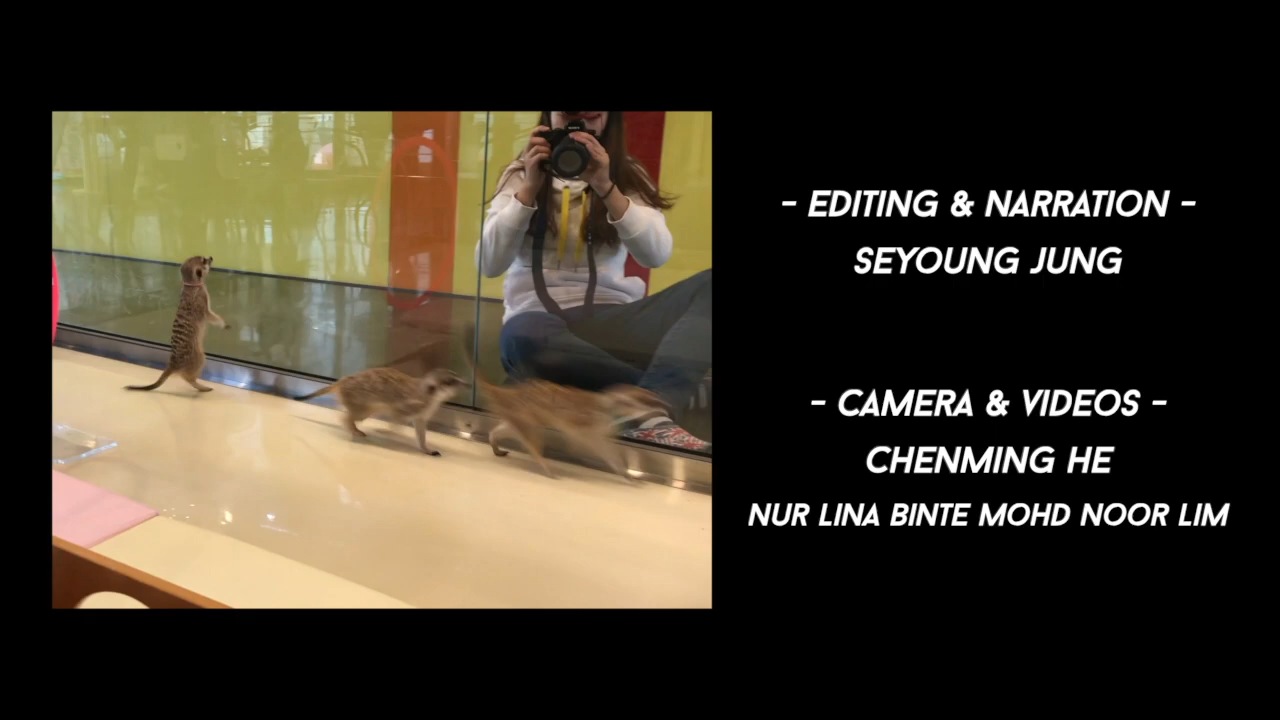 - EDITING & NARRATION -
SEYOUNG JUNG
- CAMERA & VIDEOS -
CHENMING HE
NUR LINA BINTE MOHD NOOR LIM